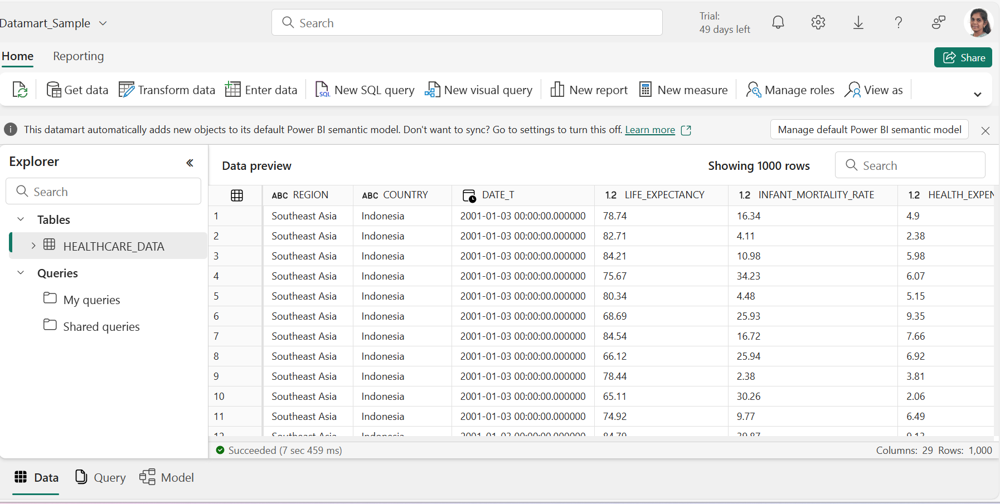 Datamart_Sample
Search
Trial:
49 days left
Home Reporting
Share
Get data Transform data Enter data New SQL query New visual query New report New measure Manage roles View as
This datamart automatically adds new objects to its default Power BI semantic model. Don't want to sync? Go to settings to turn this off. Learn more
Manage default Power BI semantic model
Explorer
Search
Tables
HEALTHCARE_DATA
Queries
My queries
Shared queries
Data preview
Showing 1000 rows
Search
ABC REGION ABC COUNTRY DATE_T 1.2 LIFE_EXPECTANCY 1.2 INFANT_MORTALITY_RATE 1.2 HEALTH_EXPEN
1 Southeast Asia Indonesia 2001-01-03 00:00:00.000000 78.74 16.34 4.9
2 Southeast Asia Indonesia 2001-01-03 00:00:00.000000 82.71 4.11 2.38
3 Southeast Asia Indonesia 2001-01-03 00:00:00.000000 84.21 10.98 5.98
4 Southeast Asia Indonesia 2001-01-03 00:00:00.000000 75.67 34.23 6.07
5 Southeast Asia Indonesia 2001-01-03 00:00:00.000000 80.34 4.48 5.15
6 Southeast Asia Indonesia 2001-01-03 00:00:00.000000 68.69 25.93 9.35
7 Southeast Asia Indonesia 2001-01-03 00:00:00.000000 84.54 16.72 7.66
8 Southeast Asia Indonesia 2001-01-03 00:00:00.000000 66.12 25.94 6.92
9 Southeast Asia Indonesia 2001-01-03 00:00:00.000000 78.44 2.38 3.81
10 Southeast Asia Indonesia 2001-01-03 00:00:00.000000 65.11 30.26 2.06
11 Southeast Asia Indonesia 2001-01-03 00:00:00.000000 74.92 9.77 6.49
12 Southeast Asia Indonesia 2001-01-03 00:00:00.000000
Succeeded (7 sec 459 ms)
Columns: 29 Rows: 1,000
Data Query Model